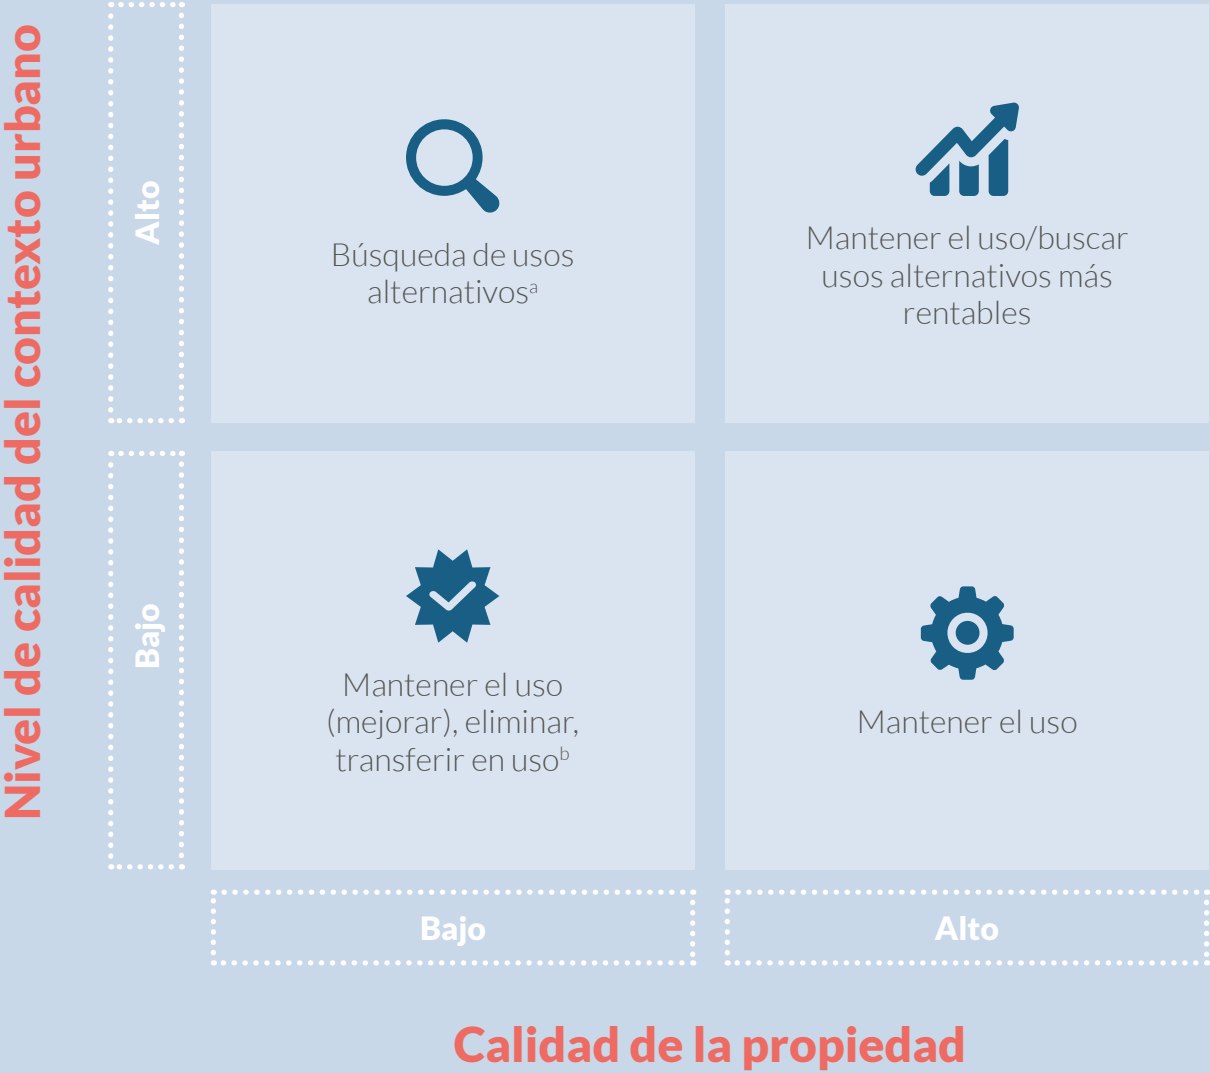 Nivel de calidad del contexto urbano
Alto
Búsqueda de usos
alternativosᵃ
Mantener el uso/buscar
usos alternativos más
rentables
Bajo
Mantener el uso
(mejorar), eliminar,
transferir en usoᵇ
Mantener el uso
Bajo
Alto
Calidad de la propiedad